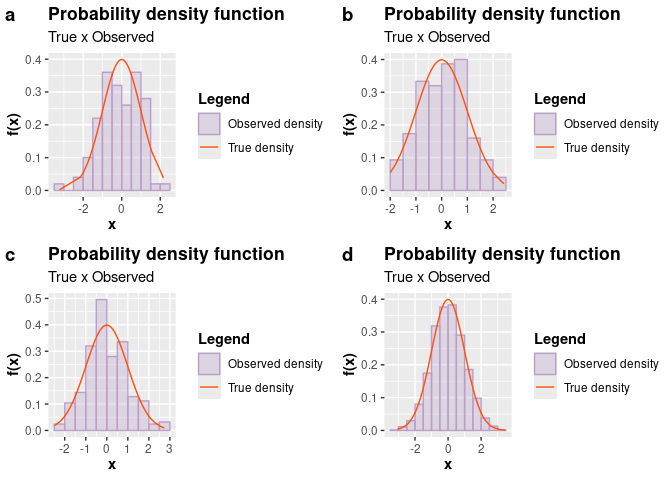 a
Probability density function
True x Observed
0.4
0.3
0.2
0.1
0.0
f(x)
-2 0 2
x
Legend
Observed density
True density
b
Probability density function
True x Observed
0.4
0.3
0.2
0.1
0.0
f(x)
-2 -1 0 1 2
x
Legend
Observed density
True density
c
Probability density function
True x Observed
0.5
0.4
0.3
0.2
0.1
0.0
f(x)
-2 -1 0 1 2 3
x
Legend
Observed density
True density
d
Probability density function
True x Observed
0.4
0.3
0.2
0.1
0.0
f(x)
-2 0 2
x
Legend
Observed density
True density